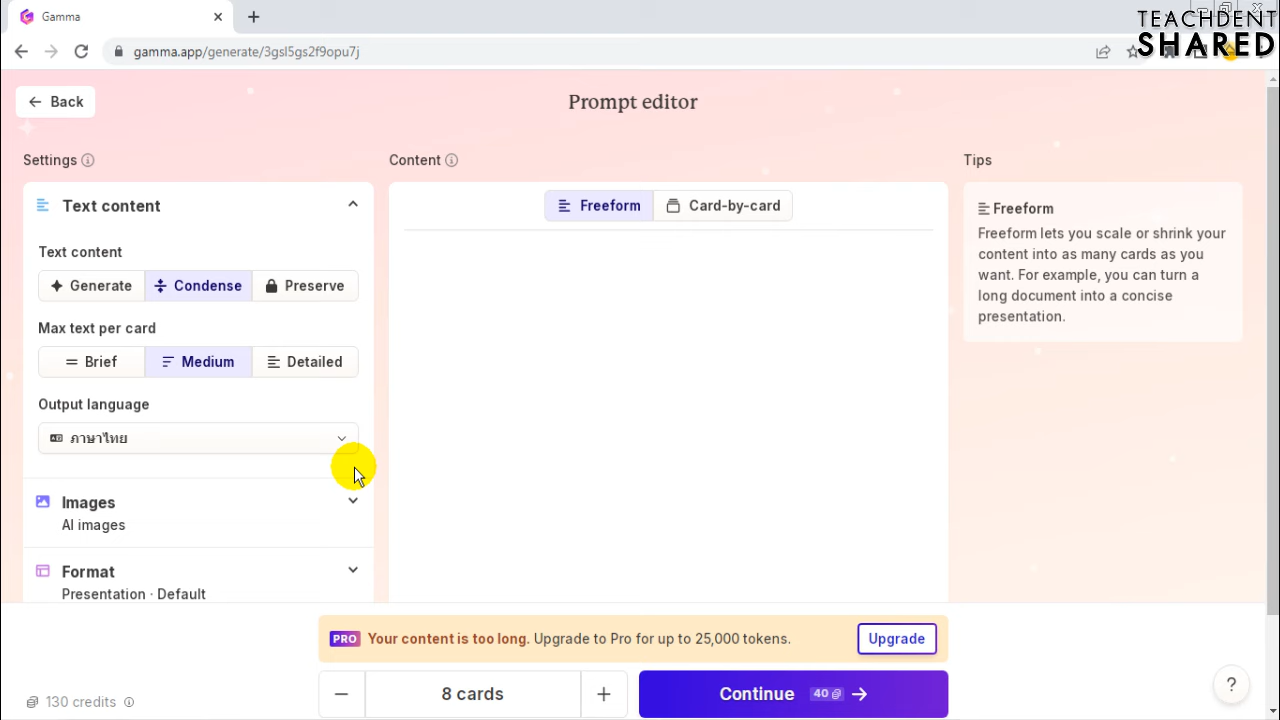 Gamma
TEACHDENT
SHARED
gamma.app/generate/3gsl5gs2f9opu7j
Back
Prompt editor
Settings
Content
Tips
Text content
Freeform
Card-by-card
Freeform
Freeform lets you scale or shrink your
content into as many cards as you
want. For example, you can turn a
long document into a concise
presentation.
Text content
Generate
Condense
Preserve
Max text per card
Brief
Medium
Detailed
Output language
ภาษาไทย
Images
AI images
Format
Presentation · Default
PRO Your content is too long. Upgrade to Pro for up to 25,000 tokens.
Upgrade
130 credits
8 cards
Continue 40